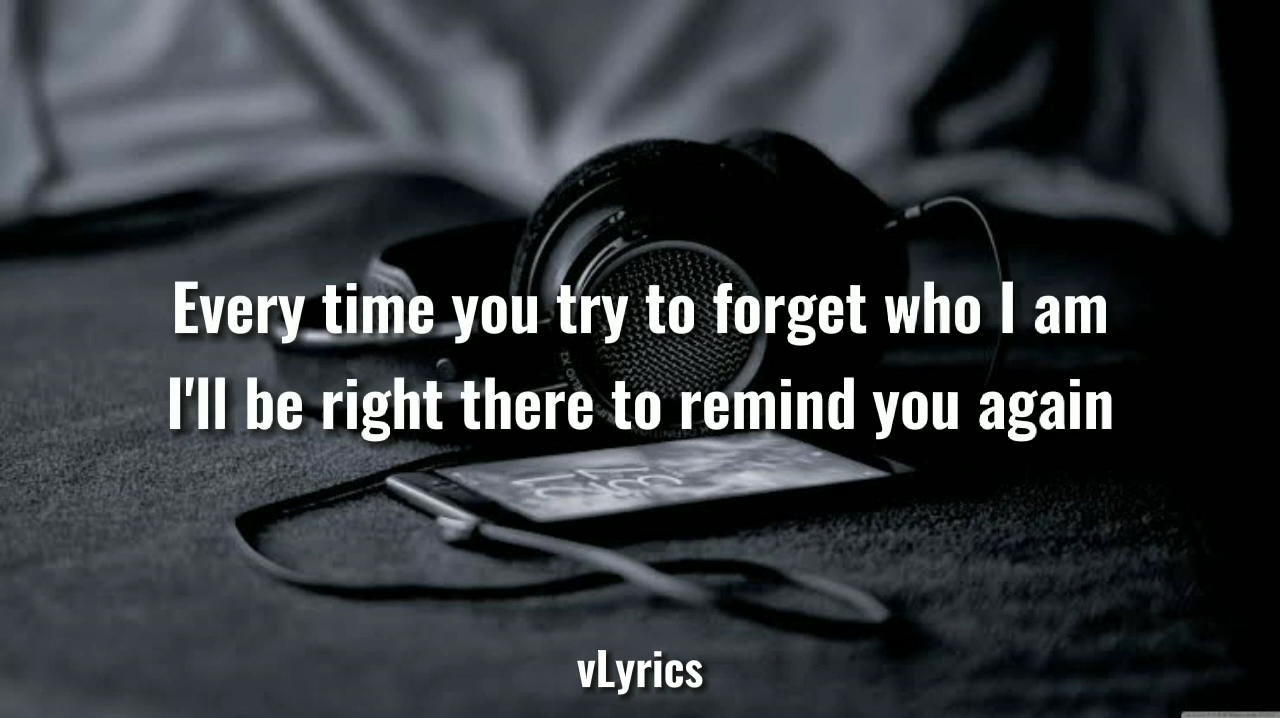 Every time you try to forget who I am
I'll be right there to remind you again
vLyrics